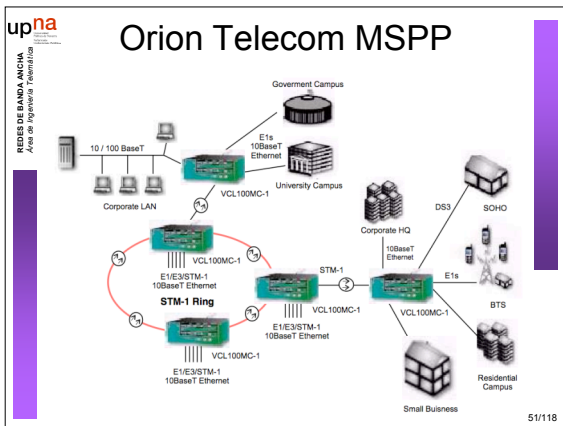 upna
REDES DE BANDA ANCHA
Área de Ingeniería Telemática
Orion Telecom MSPP
Goverment Campus
E1s
10BaseT
Ethernet
University Campus
10 / 100 BaseT
Corporate LAN
VCL100MC-1
VCL100MC-1
E1/E3/STM-1
10BaseT Ethernet
STM-1 Ring
VCL100MC-1
E1/E3/STM-1
10BaseT Ethernet
STM-1
VCL100MC-1
E1/E3/STM-1
10BaseT Ethernet
Corporate HQ
10BaseT
Ethernet
DS3
SOHO
E1s
BTS
VCL100MC-1
Residential
Campus
Small Buisness
51/118